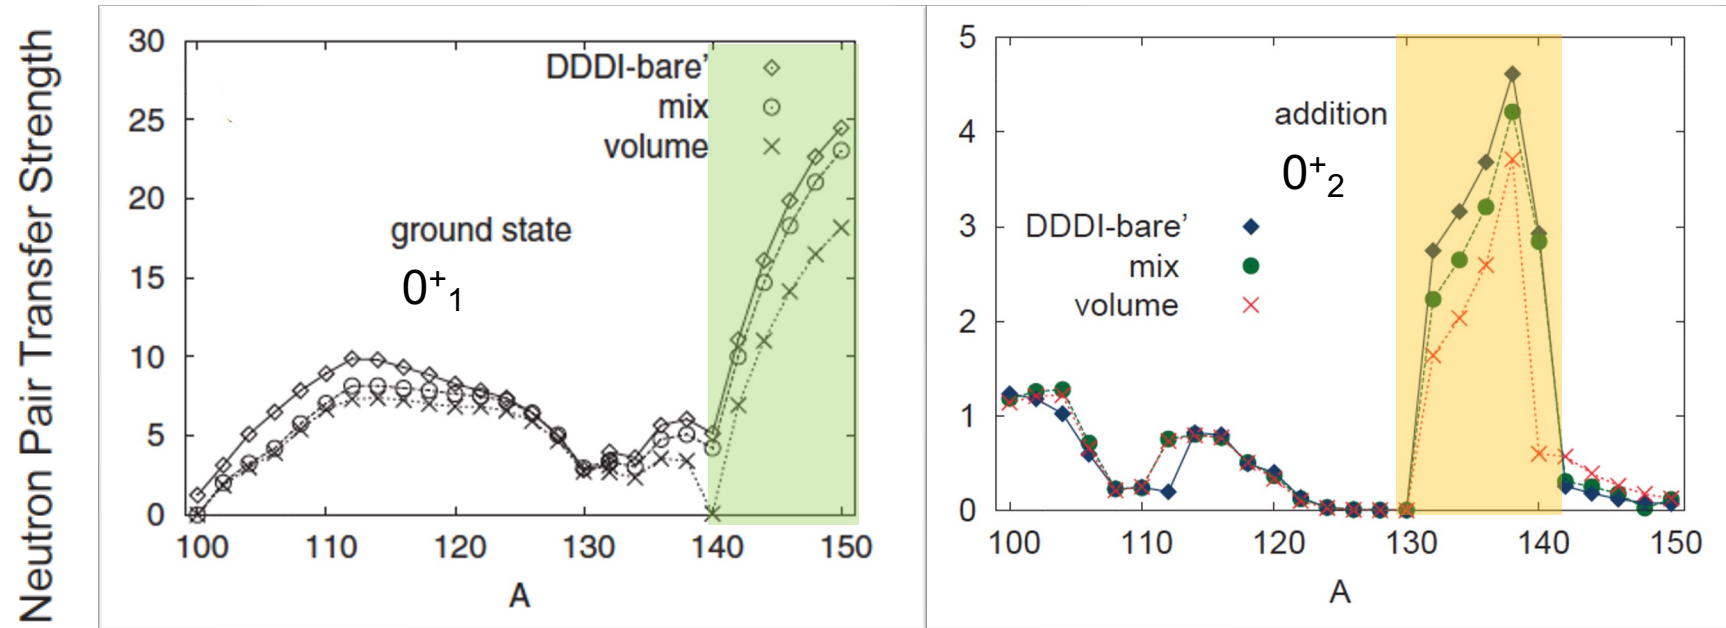 Neutron Pair Transfer Strength
30
25
20
15
10
5
0
DDDI-bare’
mix
volume
ground state
0⁺₁
100 110 120 130 140 150
A
5
4
3
2
1
0
addition
0⁺₂
DDDI-bare’
mix
volume
100 110 120 130 140 150
A